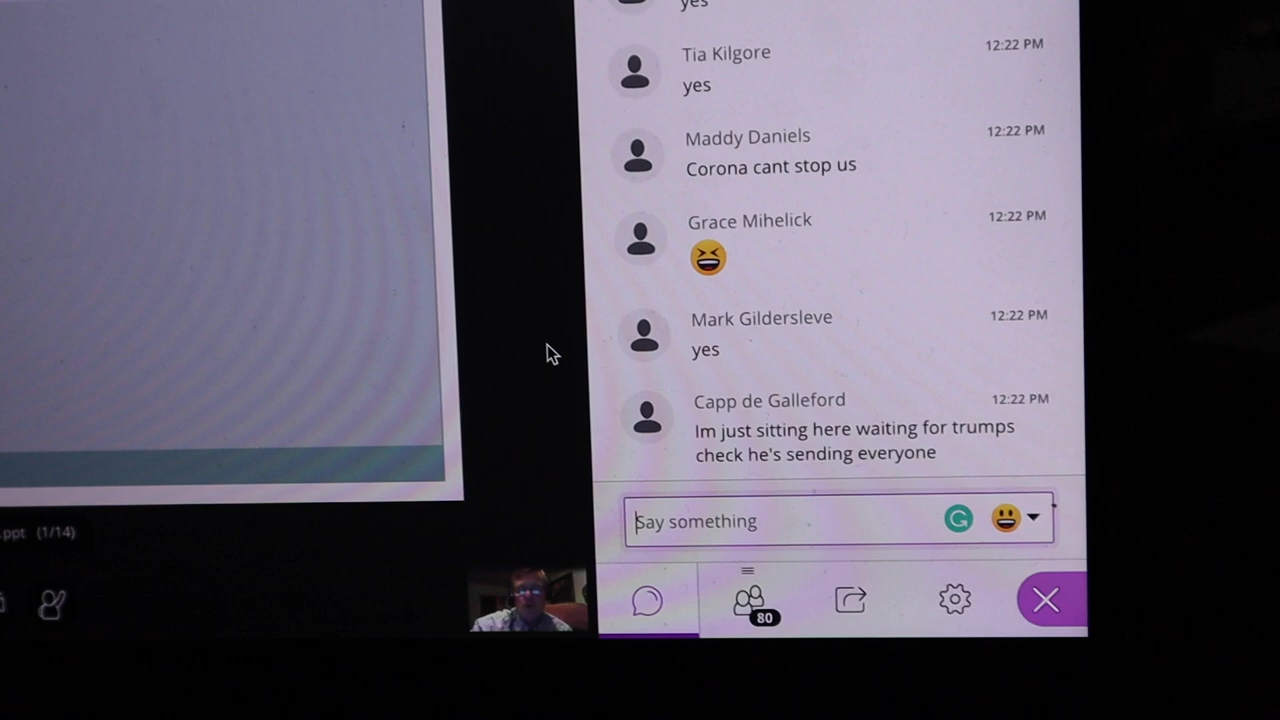 yes
Tia Kilgore 12:22 PM
yes
Maddy Daniels 12:22 PM
Corona cant stop us
Grace Mihelick 12:22 PM
Mark Gildersleve 12:22 PM
yes
Capp de Galleford 12:22 PM
Im just sitting here waiting for trumps
check he's sending everyone
Say something
.ppt (1/14)
80